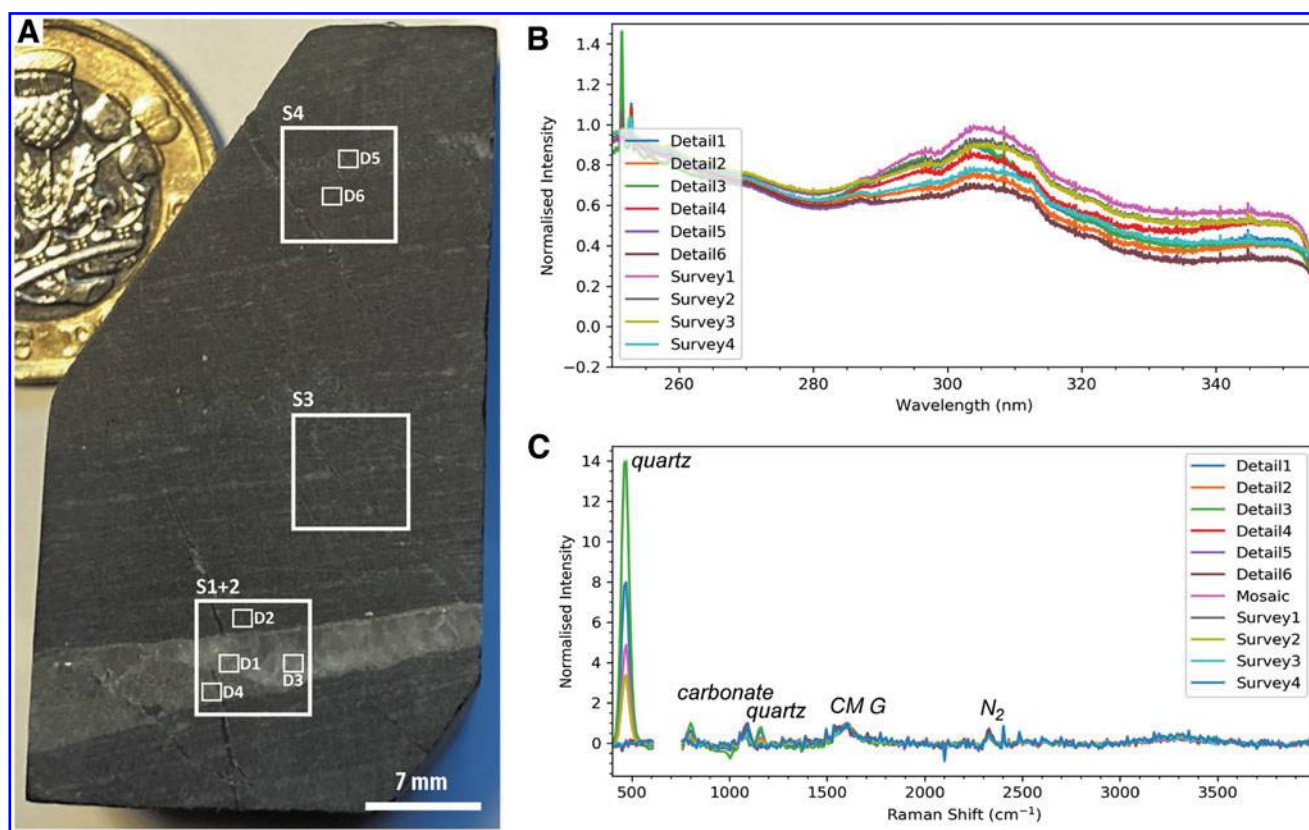 A
S4
D5
D6
S3
S1+2
D2
D1
D3
D4
7 mm
B
Normalised Intensity
1.4
1.2
1.0
0.8
0.6
0.4
0.2
0.0
−0.2
Detail1
Detail2
Detail3
Detail4
Detail5
Detail6
Survey1
Survey2
Survey3
Survey4
260
280
300
320
340
Wavelength (nm)
C
Normalised Intensity
14
12
10
8
6
4
2
0
quartz
carbonate
quartz
CM G
N₂
Detail1
Detail2
Detail3
Detail4
Detail5
Detail6
Mosaic
Survey1
Survey2
Survey3
Survey4
500
1000
1500
2000
2500
3000
3500
Raman Shift (cm⁻¹)